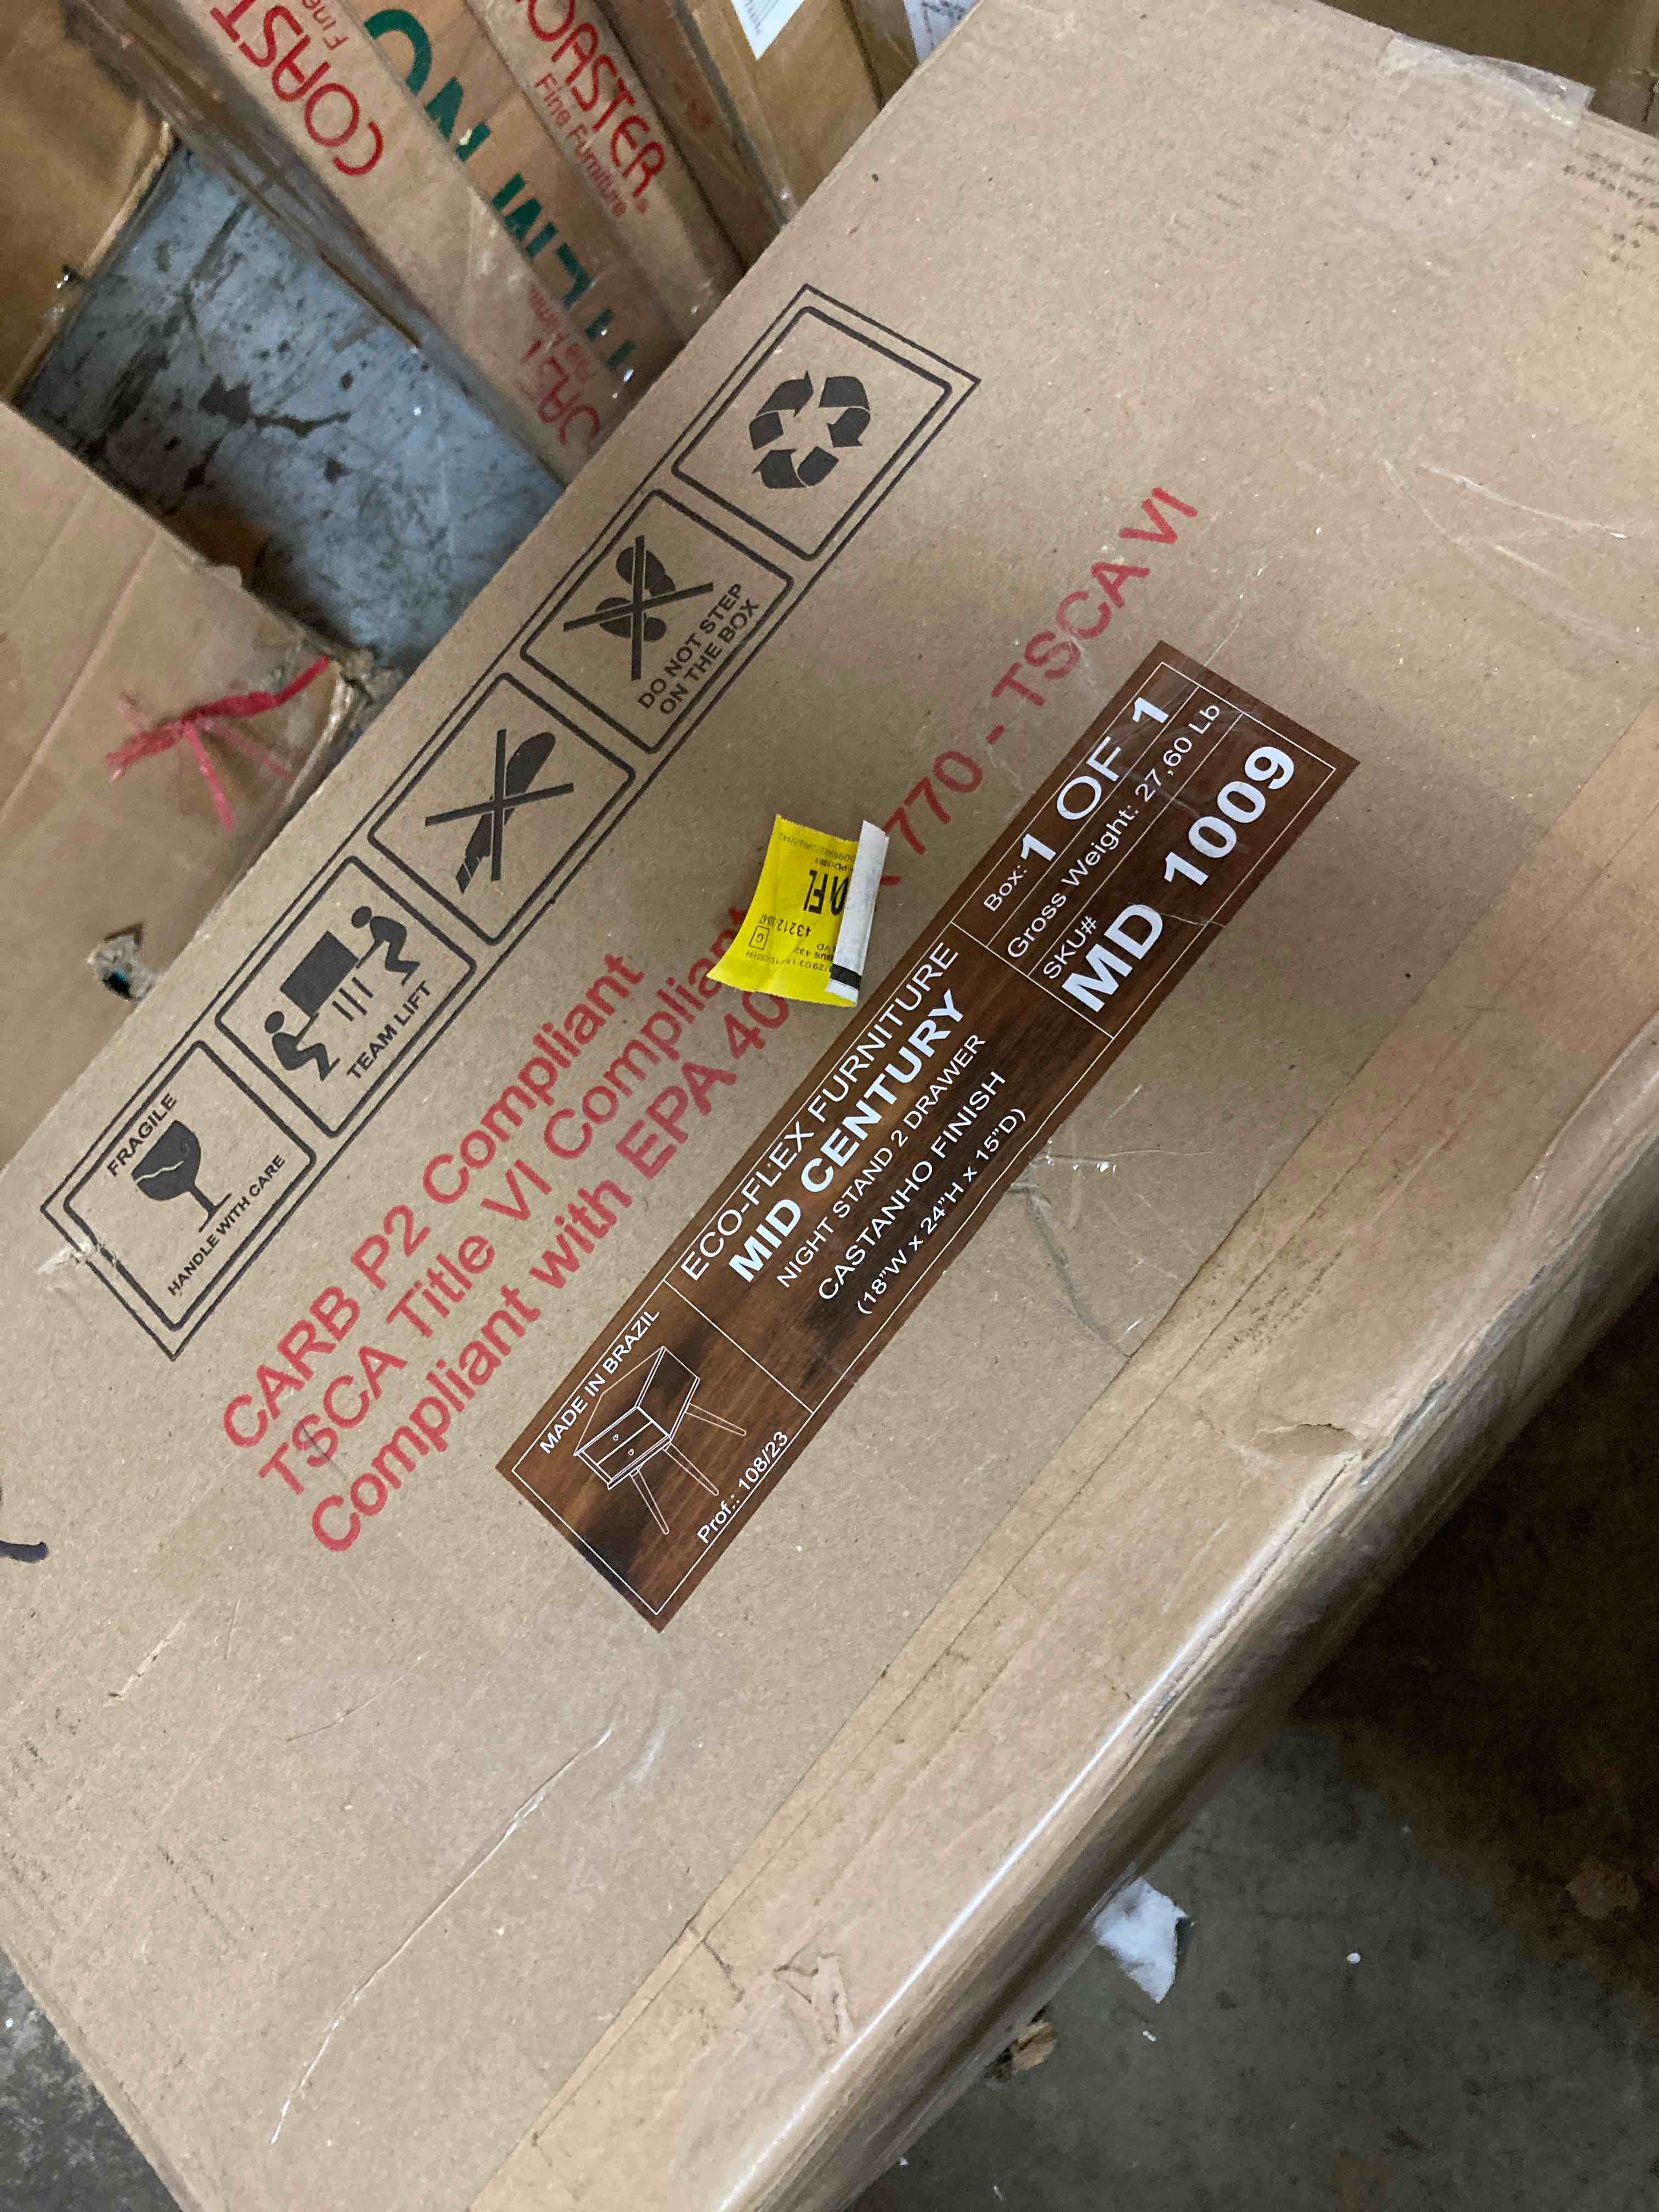 COAST
Fine
COASTER
Fine Furniture
FRAGILE
HANDLE WITH CARE
TEAM LIFT
DO NOT STEP
ON THE BOX
CARB P2 Compliant
TSCA Title VI Compliant
Compliant with EPA 40 770 - TSCA VI
MADE IN BRAZIL
Prof.: 108/23
ECO-FLEX FURNITURE
MID CENTURY
NIGHT STAND 2 DRAWER
CASTANHO FINISH
(18"W x 24"H x 15"D)
Box: 1 OF 1
Gross Weight: 27,60 Lb
SKU#
MD 1009